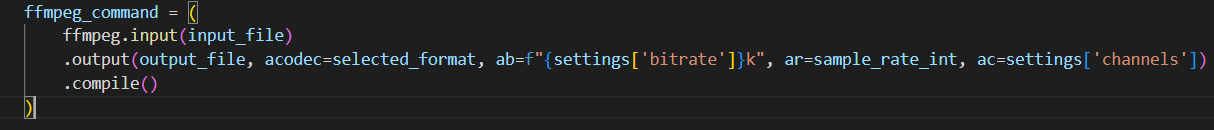 ffmpeg_command = (
    ffmpeg.input(input_file)
    .output(output_file, acodec=selected_format, ab=f"{settings['bitrate']}k", ar=sample_rate_int, ac=settings['channels'])
    .compile()
)